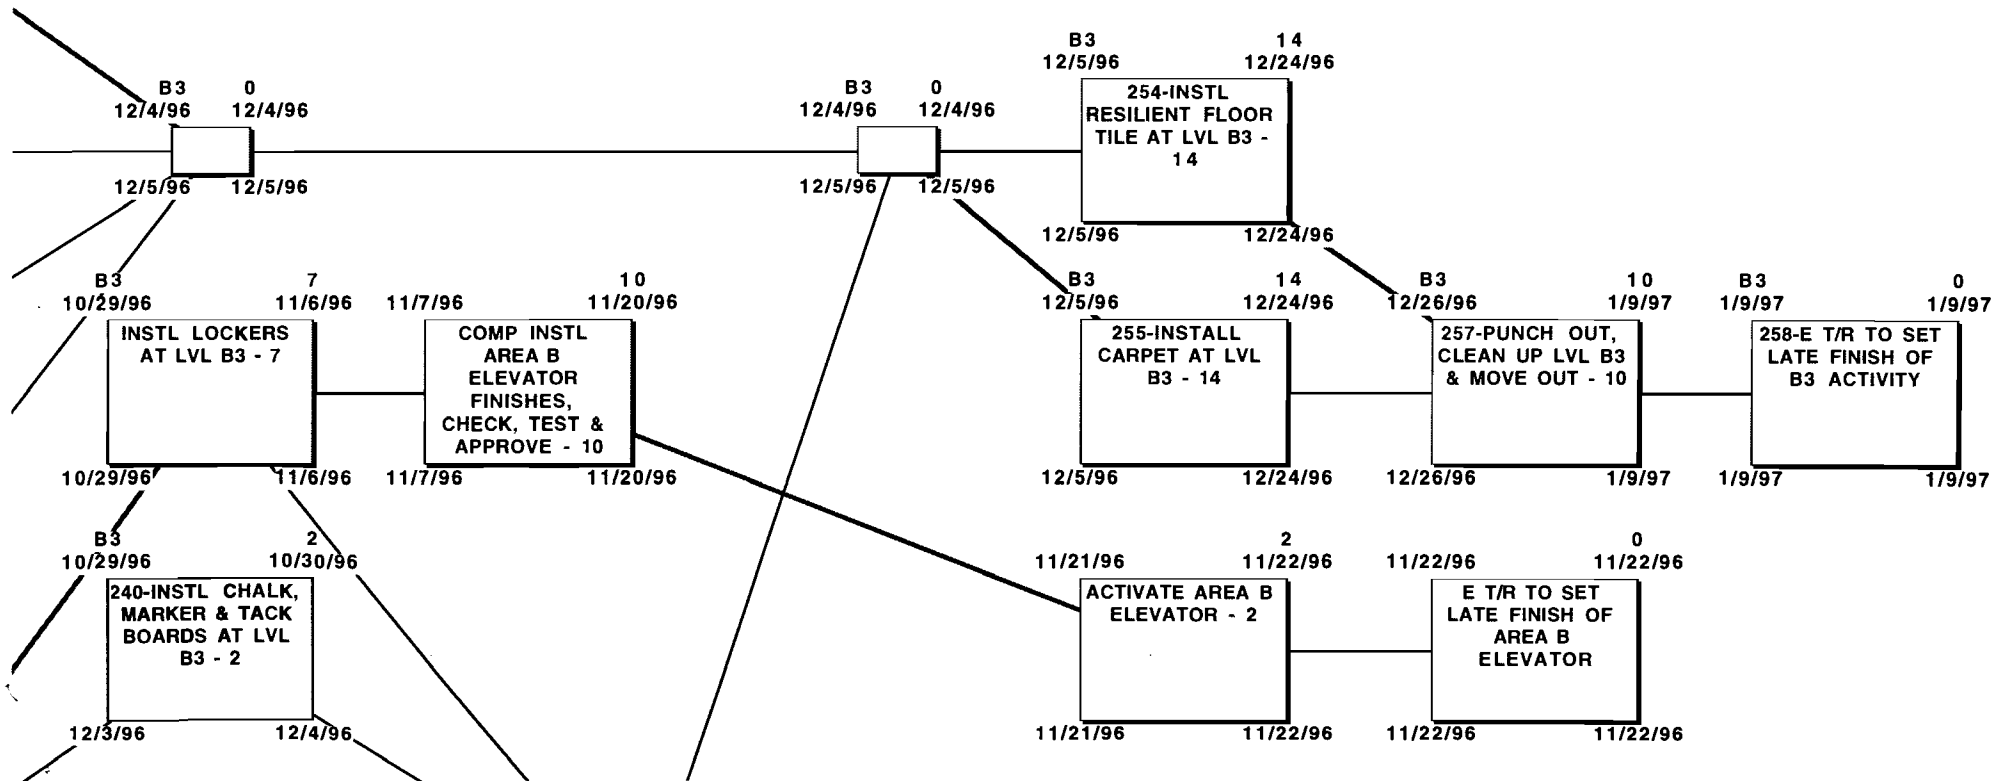 B3 14
12/5/96 12/24/96
254-INSTL
RESILIENT FLOOR
TILE AT LVL B3 -
14
12/5/96 12/24/96
B3 0
12/4/96 12/4/96
12/5/96 12/5/96
B3 0
12/4/96 12/4/96
12/5/96 12/5/96
B3 7
10/29/96 11/6/96
INSTL LOCKERS
AT LVL B3 - 7
10/29/96 11/6/96
10
11/7/96 11/20/96
COMP INSTL
AREA B
ELEVATOR
FINISHES,
CHECK, TEST &
APPROVE - 10
11/7/96 11/20/96
B3 14
12/5/96 12/24/96
255-INSTALL
CARPET AT LVL
B3 - 14
12/5/96 12/24/96
B3 10
12/26/96 1/9/97
257-PUNCH OUT,
CLEAN UP LVL B3
& MOVE OUT - 10
12/26/96 1/9/97
B3 0
1/9/97 1/9/97
258-E T/R TO SET
LATE FINISH OF
B3 ACTIVITY
1/9/97 1/9/97
B3 2
10/29/96 10/30/96
240-INSTL CHALK,
MARKER & TACK
BOARDS AT LVL
B3 - 2
12/3/96 12/4/96
2
11/21/96 11/22/96
ACTIVATE AREA B
ELEVATOR - 2
11/21/96 11/22/96
0
11/22/96 11/22/96
E T/R TO SET
LATE FINISH OF
AREA B
ELEVATOR
11/22/96 11/22/96